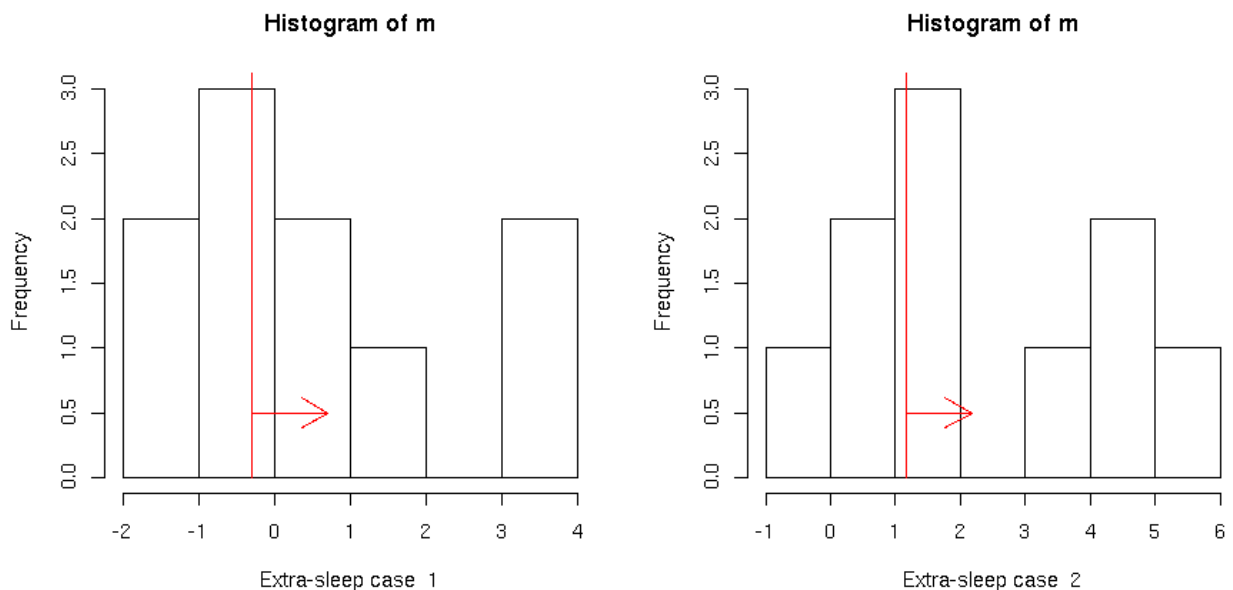 Histogram of m
Frequency
0.0 0.5 1.0 1.5 2.0 2.5 3.0
-2 -1 0 1 2 3 4
Extra-sleep case 1
Histogram of m
Frequency
0.0 0.5 1.0 1.5 2.0 2.5 3.0
-1 0 1 2 3 4 5 6
Extra-sleep case 2